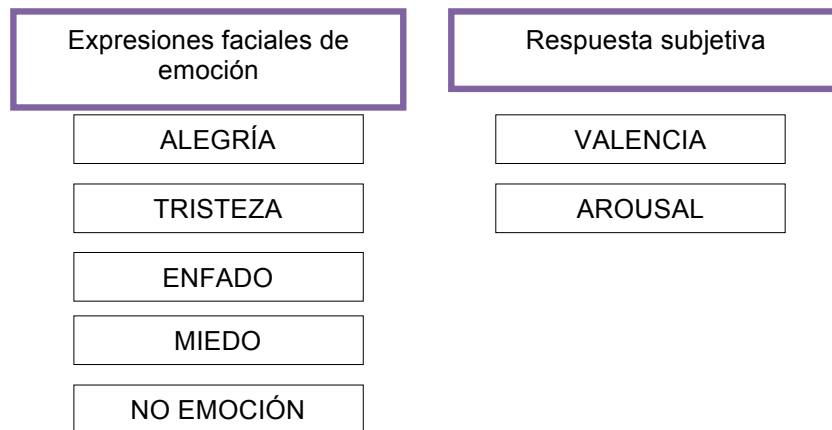 Expresiones faciales de
emoción
ALEGRÍA
TRISTEZA
ENFADO
MIEDO
NO EMOCIÓN
Respuesta subjetiva
VALENCIA
AROUSAL